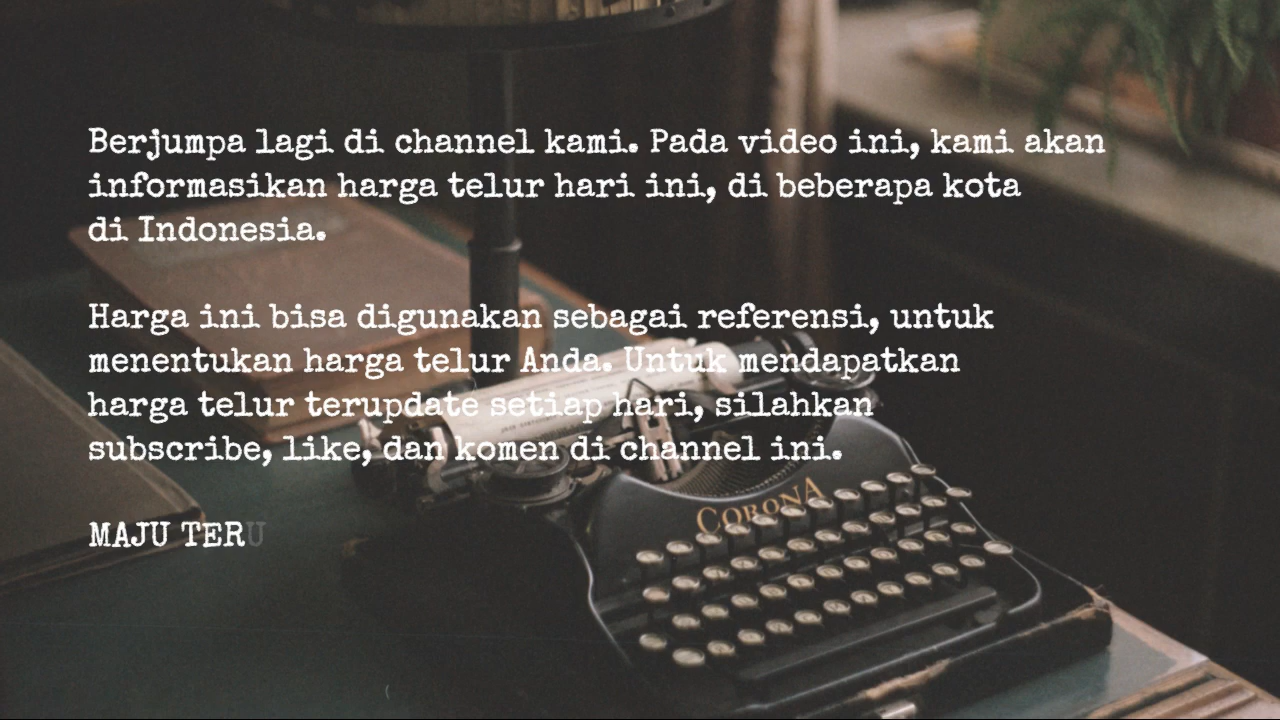 Berjumpa lagi di channel kami. Pada video ini, kami akan
informasikan harga telur hari ini, di beberapa kota
di Indonesia.
Harga ini bisa digunakan sebagai referensi, untuk
menentukan harga telur Anda. Untuk mendapatkan
harga telur terupdate setiap hari, silahkan
subscribe, like, dan komen di channel ini.
MAJU TERU
CORONA